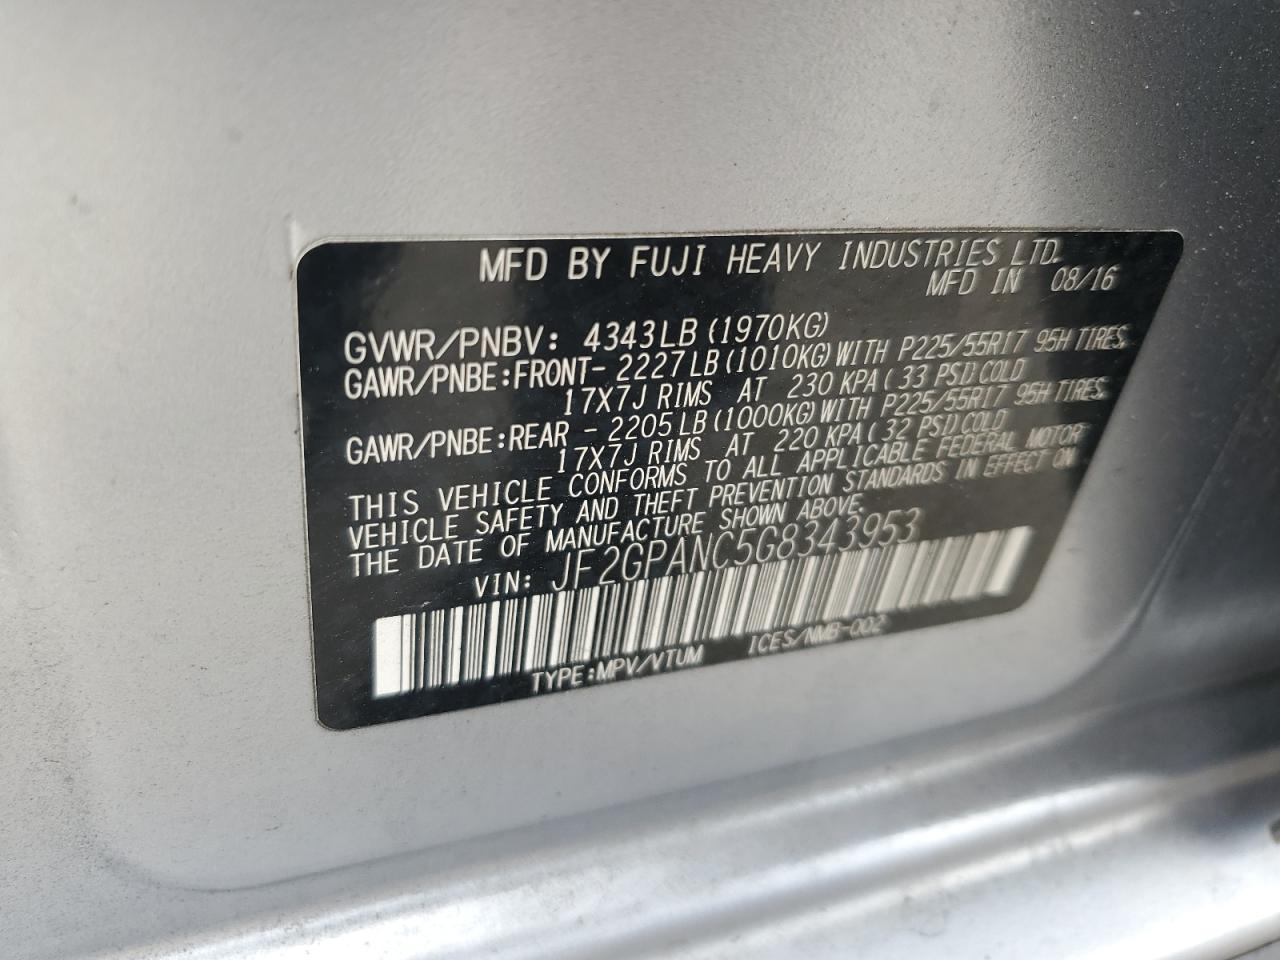 MFD BY FUJI HEAVY INDUSTRIES LTD.
MFD IN 08/16
GVWR/PNBV: 4343LB (1970KG)
GAWR/PNBE:FRONT- 2227LB(1010KG)WITH P225/55R17 95H TIRES,
17X7J RIMS AT 230 KPA(33 PSI)COLD
GAWR/PNBE:REAR - 2205LB(1000KG)WITH P225/55R17 95H TIRES,
17X7J RIMS AT 220 KPA(32 PSI)COLD
THIS VEHICLE CONFORMS TO ALL APPLICABLE FEDERAL MOTOR
VEHICLE SAFETY AND THEFT PREVENTION STANDARDS IN EFFECT ON
THE DATE OF MANUFACTURE SHOWN ABOVE.
VIN: JF2GPANC5G8343953
TYPE:MPV/VTUM ICES/NMB-002